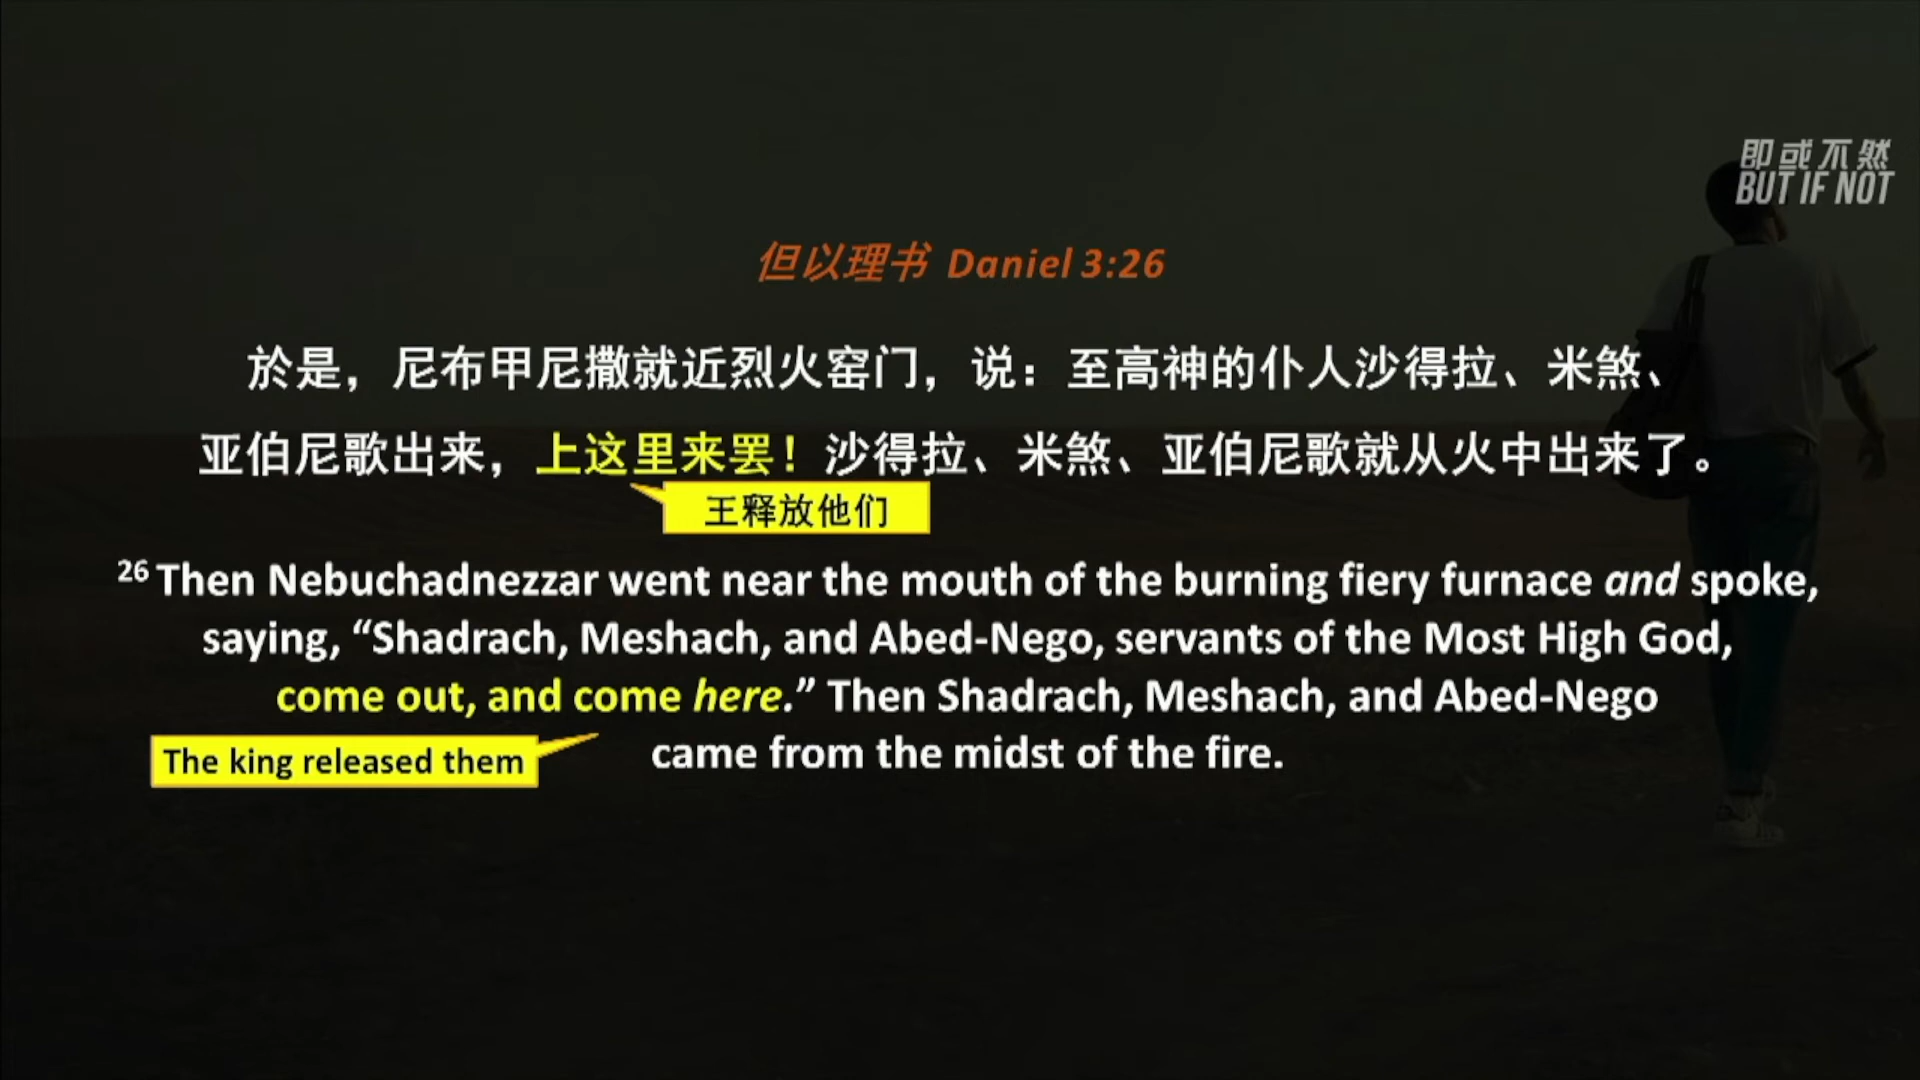 即或不然
BUT IF NOT
但以理书 Daniel 3:26
於是，尼布甲尼撒就近烈火窑门，说：至高神的仆人沙得拉、米煞、
亚伯尼歌出来，上这里来罢！沙得拉、米煞、亚伯尼歌就从火中出来了。
王释放他们
26 Then Nebuchadnezzar went near the mouth of the burning fiery furnace and spoke,
saying, “Shadrach, Meshach, and Abed-Nego, servants of the Most High God,
come out, and come here.” Then Shadrach, Meshach, and Abed-Nego
came from the midst of the fire.
The king released them